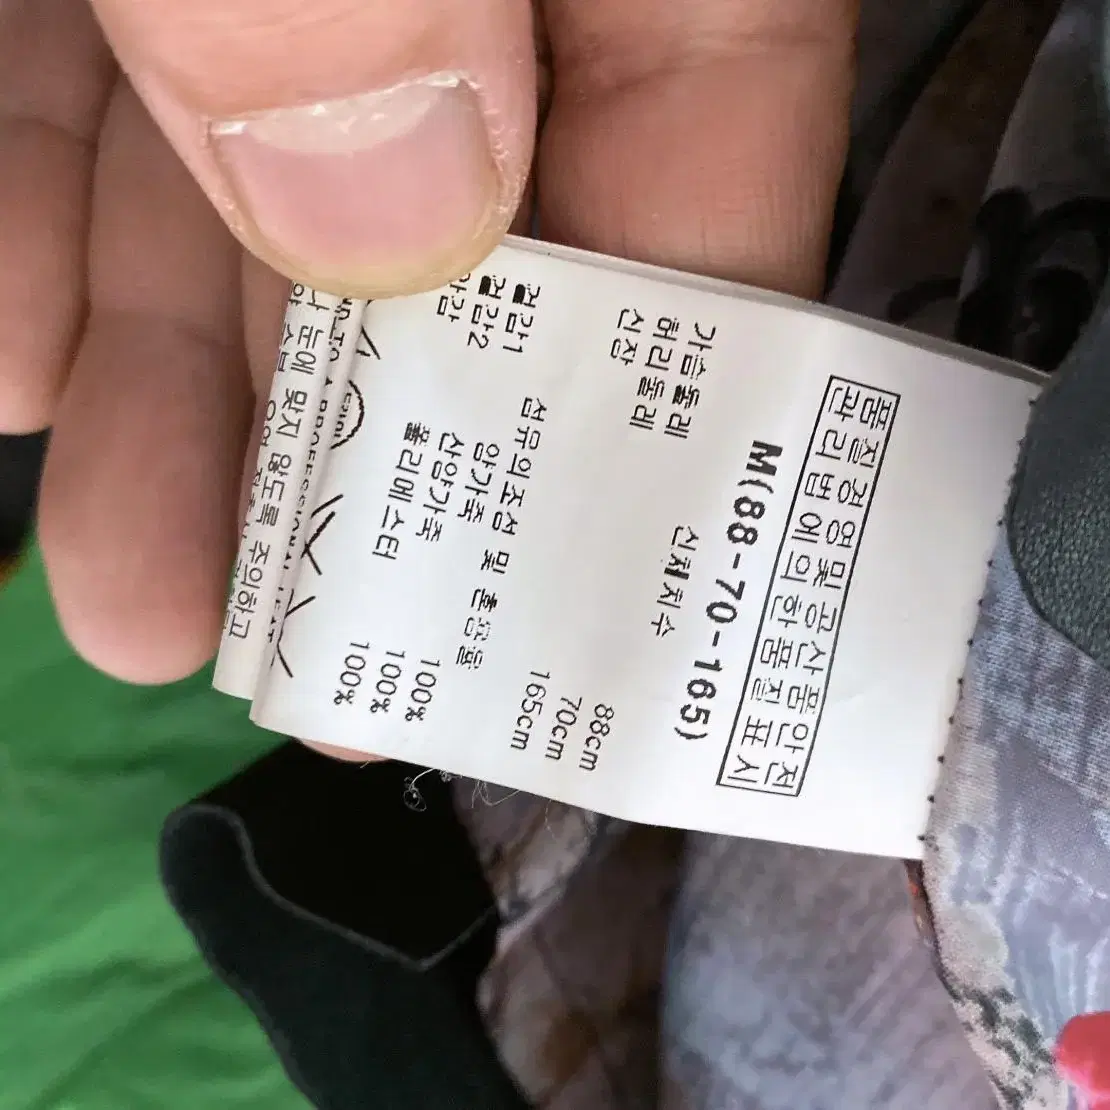 품질경영및공산품안전
관리법에의한품질표시
M(88-70-165)
신체치수
가슴둘레 88cm
허리둘레 70cm
신장 165cm
섬유의조성 및 혼용율
겉감1 양가죽 100%
겉감2 산양가죽 100%
안감 폴리에스터 100%
눈에 맞지 않도록 주의하고